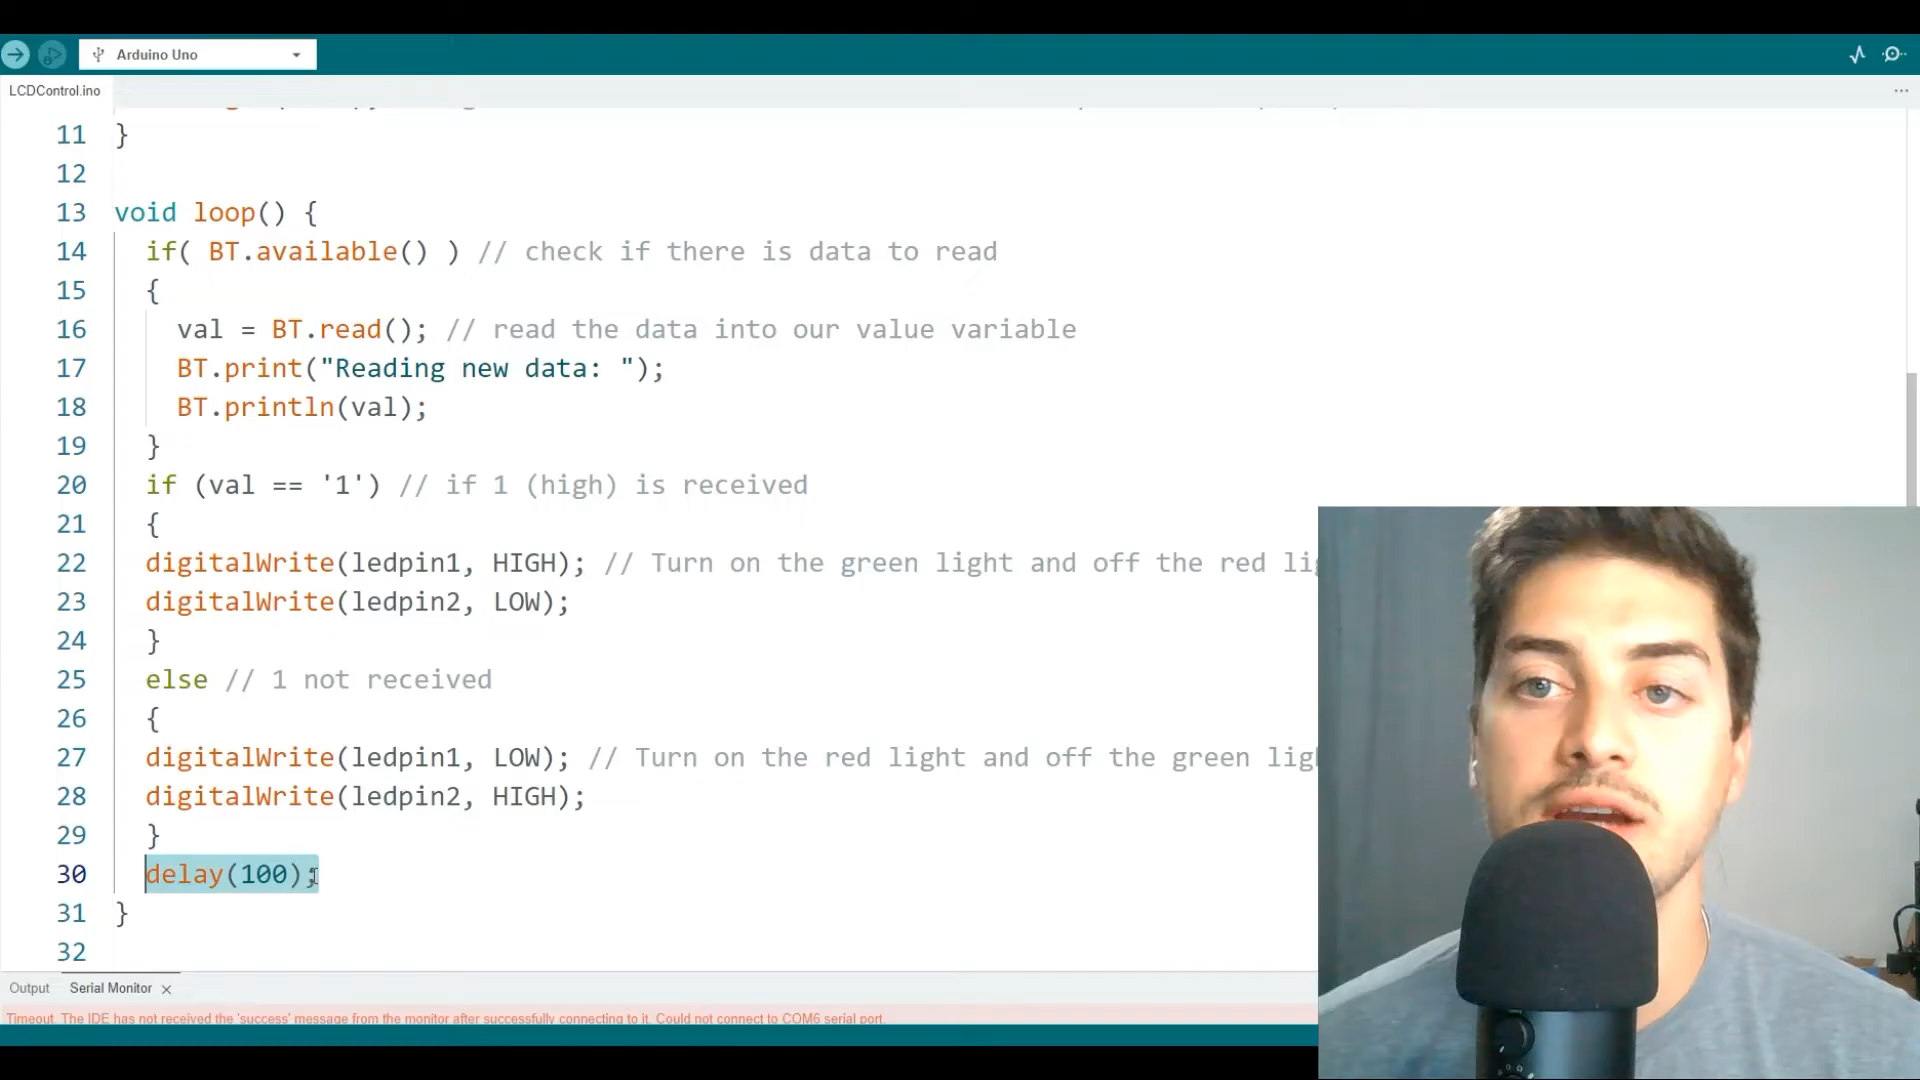 Arduino Uno
LCDControl.ino
11 }
12
13 void loop() {
14 if( BT.available() ) // check if there is data to read
15 {
16 val = BT.read(); // read the data into our value variable
17 BT.print("Reading new data: ");
18 BT.println(val);
19 }
20 if (val == '1') // if 1 (high) is received
21 {
22 digitalWrite(ledpin1, HIGH); // Turn on the green light and off the red
23 digitalWrite(ledpin2, LOW);
24 }
25 else // 1 not received
26 {
27 digitalWrite(ledpin1, LOW); // Turn on the red light and off the green
28 digitalWrite(ledpin2, HIGH);
29 }
30 delay(100);
31 }
32
Output Serial Monitor
Timeout. The IDE has not received the 'success' message from the monitor after successfully connecting to it. Could not connect to COM6 serial port.